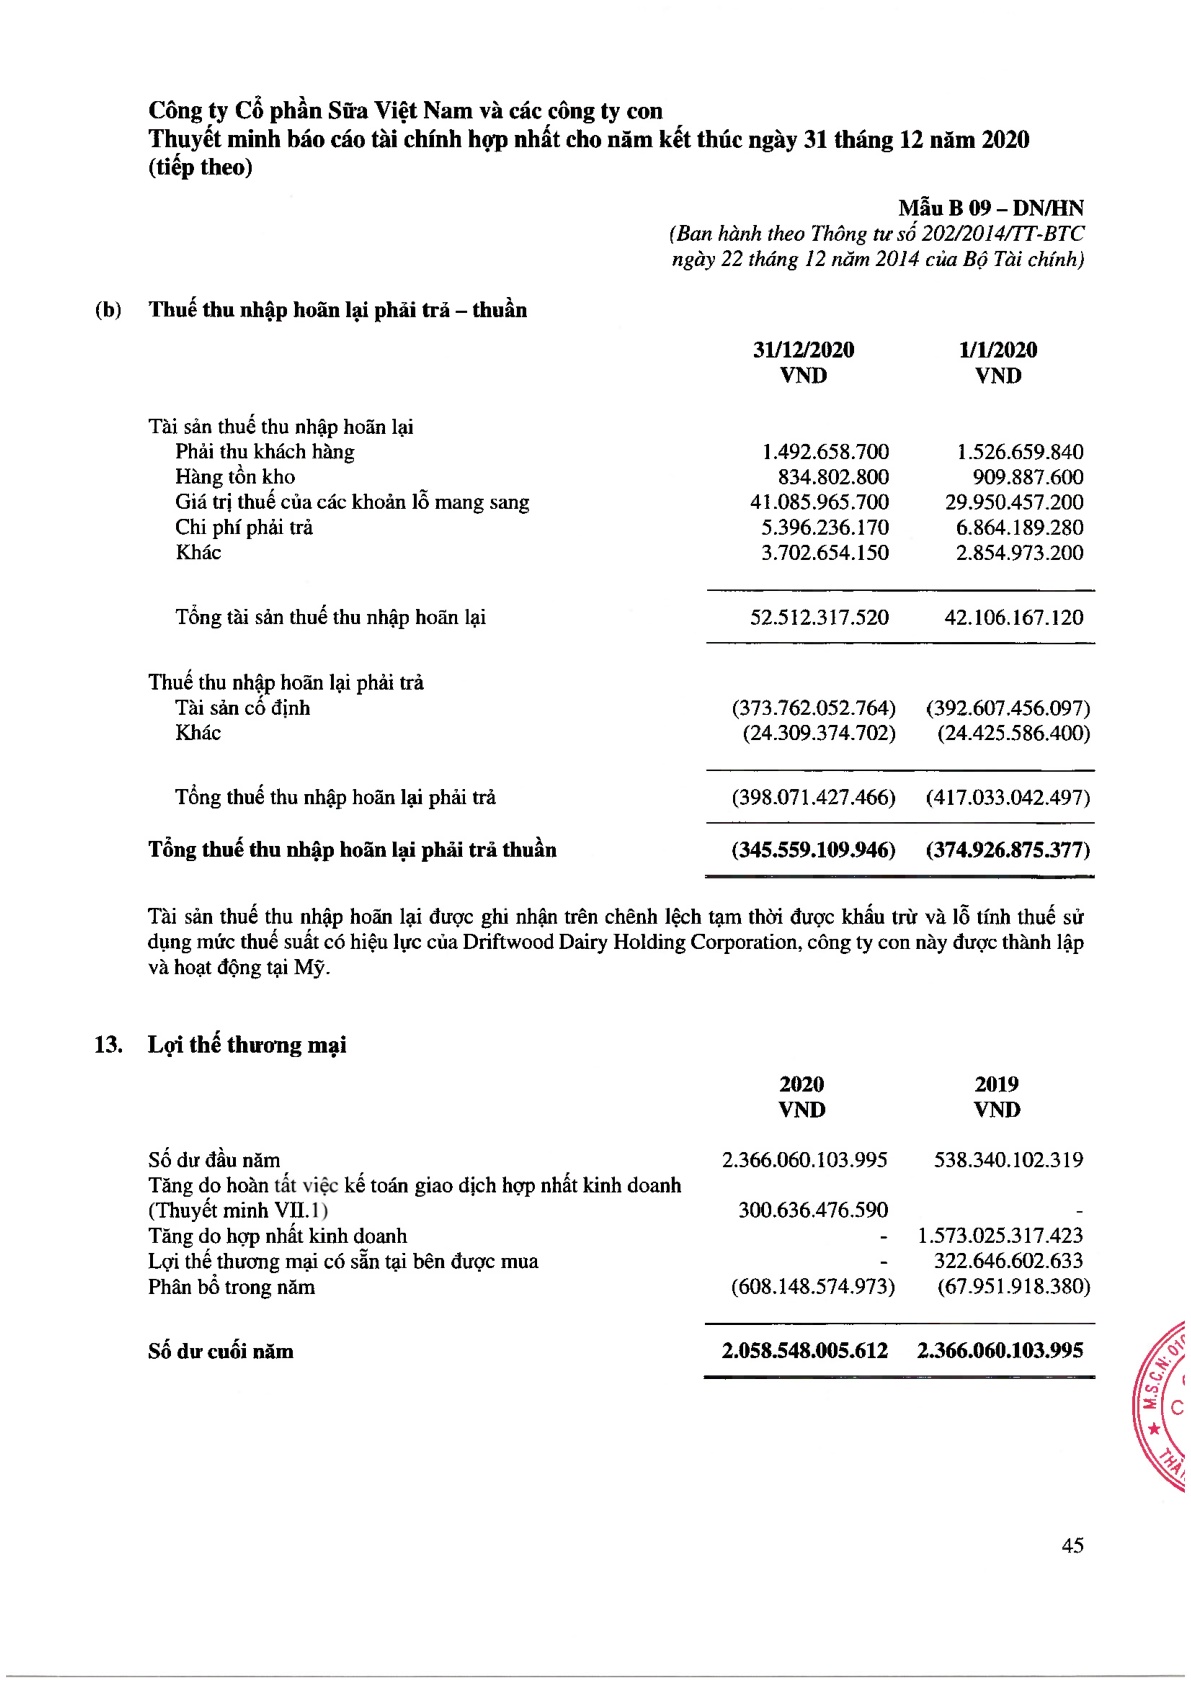 Công ty Cổ phần Sữa Việt Nam và các công ty con
Thuyết minh báo cáo tài chính hợp nhất cho năm kết thúc ngày 31 tháng 12 năm 2020
(tiếp theo)
Mẫu B 09 – DN/HN
(Ban hành theo Thông tư số 202/2014/TT-BTC
ngày 22 tháng 12 năm 2014 của Bộ Tài chính)
(b) Thuế thu nhập hoãn lại phải trả – thuần
31/12/2020 1/1/2020
VND VND
Tài sản thuế thu nhập hoãn lại
Phải thu khách hàng 1.492.658.700 1.526.659.840
Hàng tồn kho 834.802.800 909.887.600
Giá trị thuế của các khoản lỗ mang sang 41.085.965.700 29.950.457.200
Chi phí phải trả 5.396.236.170 6.864.189.280
Khác 3.702.654.150 2.854.973.200
Tổng tài sản thuế thu nhập hoãn lại 52.512.317.520 42.106.167.120
Thuế thu nhập hoãn lại phải trả
Tài sản cố định (373.762.052.764) (392.607.456.097)
Khác (24.309.374.702) (24.425.586.400)
Tổng thuế thu nhập hoãn lại phải trả (398.071.427.466) (417.033.042.497)
Tổng thuế thu nhập hoãn lại phải trả thuần (345.559.109.946) (374.926.875.377)
Tài sản thuế thu nhập hoãn lại được ghi nhận trên chênh lệch tạm thời được khấu trừ và lỗ tính thuế sử
dụng mức thuế suất có hiệu lực của Driftwood Dairy Holding Corporation, công ty con này được thành lập
và hoạt động tại Mỹ.
13. Lợi thế thương mại
2020 2019
VND VND
Số dư đầu năm 2.366.060.103.995 538.340.102.319
Tăng do hoàn tất việc kế toán giao dịch hợp nhất kinh doanh
(Thuyết minh VII.1) 300.636.476.590 -
Tăng do hợp nhất kinh doanh - 1.573.025.317.423
Lợi thế thương mại có sẵn tại bên được mua - 322.646.602.633
Phân bổ trong năm (608.148.574.973) (67.951.918.380)
Số dư cuối năm 2.058.548.005.612 2.366.060.103.995
★ M.S.C.N: 010
45